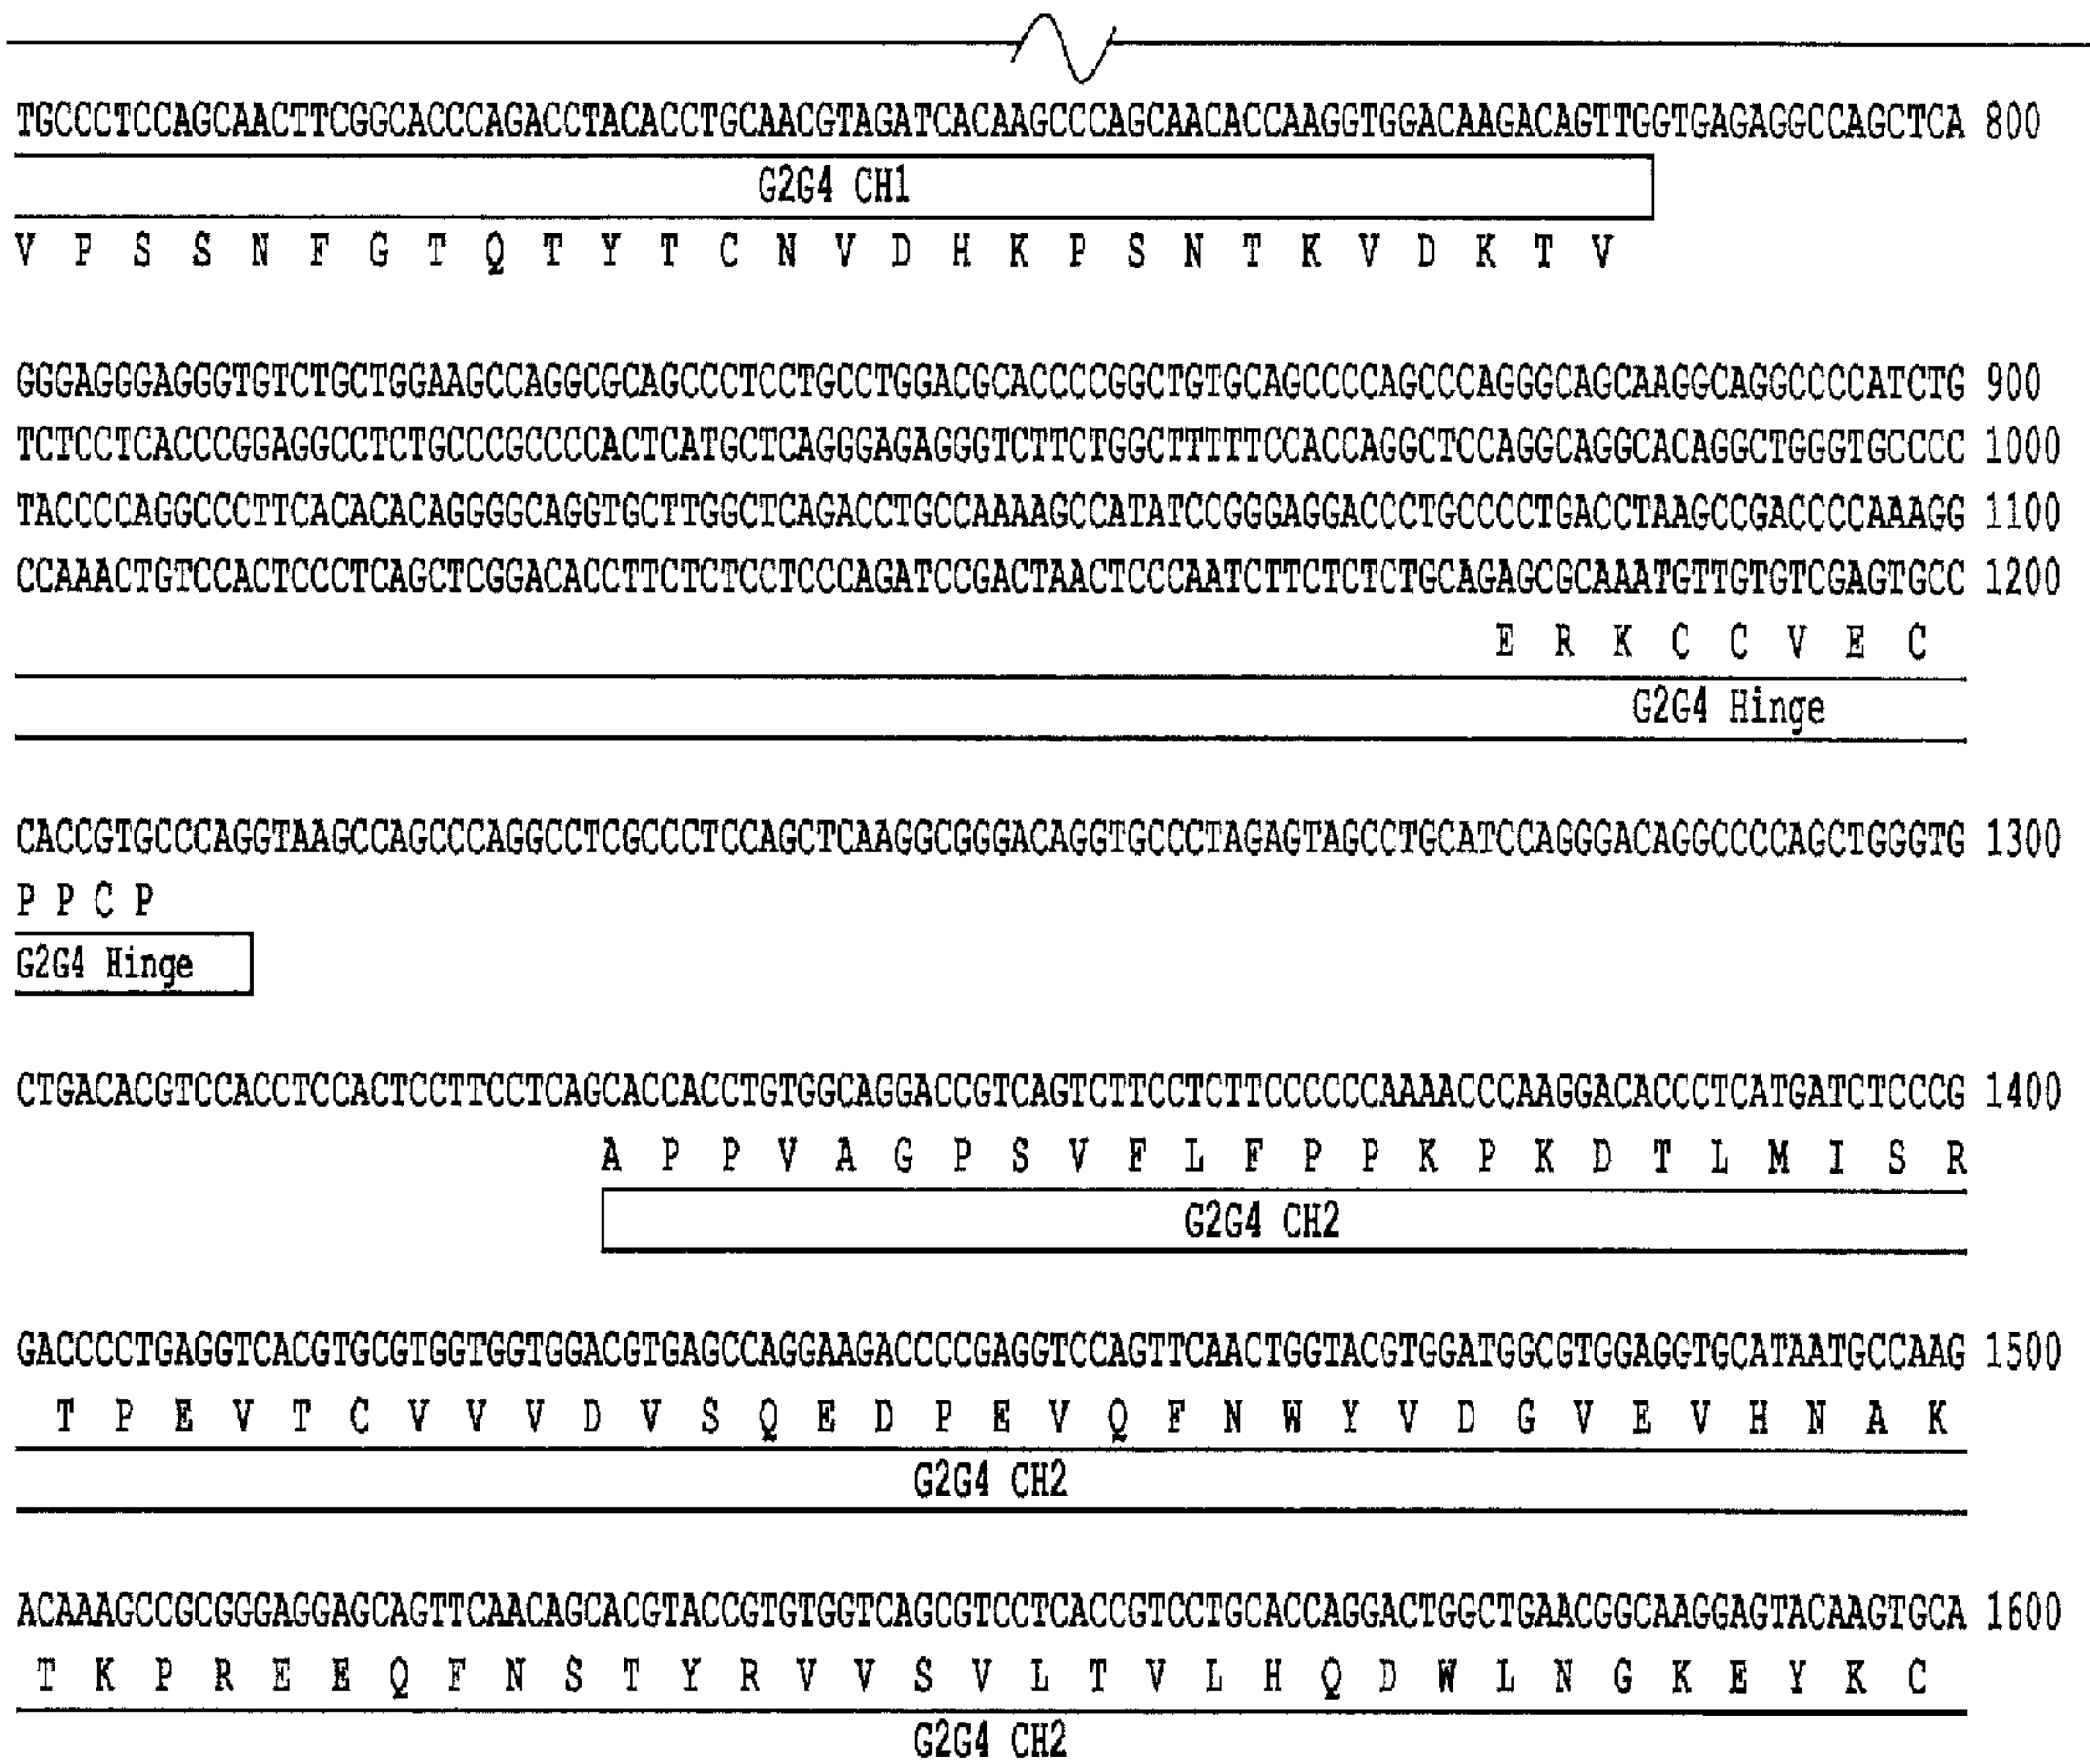 TGCCCTCCAGCAACTTCGGCACCCAGACCTACACCTGCAACGTAGATCACAAGCCCAGCAACACCAAGGTGGACAAGACAGTTGGTGAGAGGCCAGCTCA 800
G2G4 CH1
V P S S N F G T Q T Y T C N V D H K P S N T K V D K T V
GGGAGGGAGGGTGTCTGCTGGAAGCCAGGCGCAGCCCTCCTGCCTGGACGCACCCCGGCTGTGCAGCCCCAGCCCAGGGCAGCAAGGCAGGCCCCATCTG 900
TCTCCTCACCCGGAGGCCTCTGCCCGCCCCACTCATGCTCAGGGAGAGGGTCTTCTGGCTTTTTCCACCAGGCTCCAGGCAGGCACAGGCTGGGTGCCCC 1000
TACCCCAGGCCCTTCACACACAGGGGCAGGTGCTTGGCTCAGACCTGCCAAAAGCCATATCCGGGAGGACCCTGCCCCTGACCTAAGCCGACCCCAAAGG 1100
CCAAACTGTCCACTCCCTCAGCTCGGACACCTTCTCTCCTCCCAGATCCGACTAACTCCCAATCTTCTCTCTGCAGAGCGCAAATGTTGTGTCGAGTGCC 1200
E R K C C V E C
G2G4 Hinge
CACCGTGCCCAGGTAAGCCAGCCCAGGCCTCGCCCTCCAGCTCAAGGCGGGACAGGTGCCCTAGAGTAGCCTGCATCCAGGGACAGGCCCCAGCTGGGTG 1300
P P C P
G2G4 Hinge
CTGACACGTCCACCTCCACTCCTTCCTCAGCACCACCTGTGGCAGGACCGTCAGTCTTCCTCTTCCCCCCAAAACCCAAGGACACCCTCATGATCTCCCG 1400
A P P V A G P S V F L F P P K P K D T L M I S R
G2G4 CH2
GACCCCTGAGGTCACGTGCGTGGTGGTGGACGTGAGCCAGGAAGACCCCGAGGTCCAGTTCAACTGGTACGTGGATGGCGTGGAGGTGCATAATGCCAAG 1500
T P E V T C V V V D V S Q E D P E V Q F N W Y V D G V E V H N A K
G2G4 CH2
ACAAAGCCGCGGGAGGAGCAGTTCAACAGCACGTACCGTGTGGTCAGCGTCCTCACCGTCCTGCACCAGGACTGGCTGAACGGCAAGGAGTACAAGTGCA 1600
T K P R E E Q F N S T Y R V V S V L T V L H Q D W L N G K E Y K C
G2G4 CH2